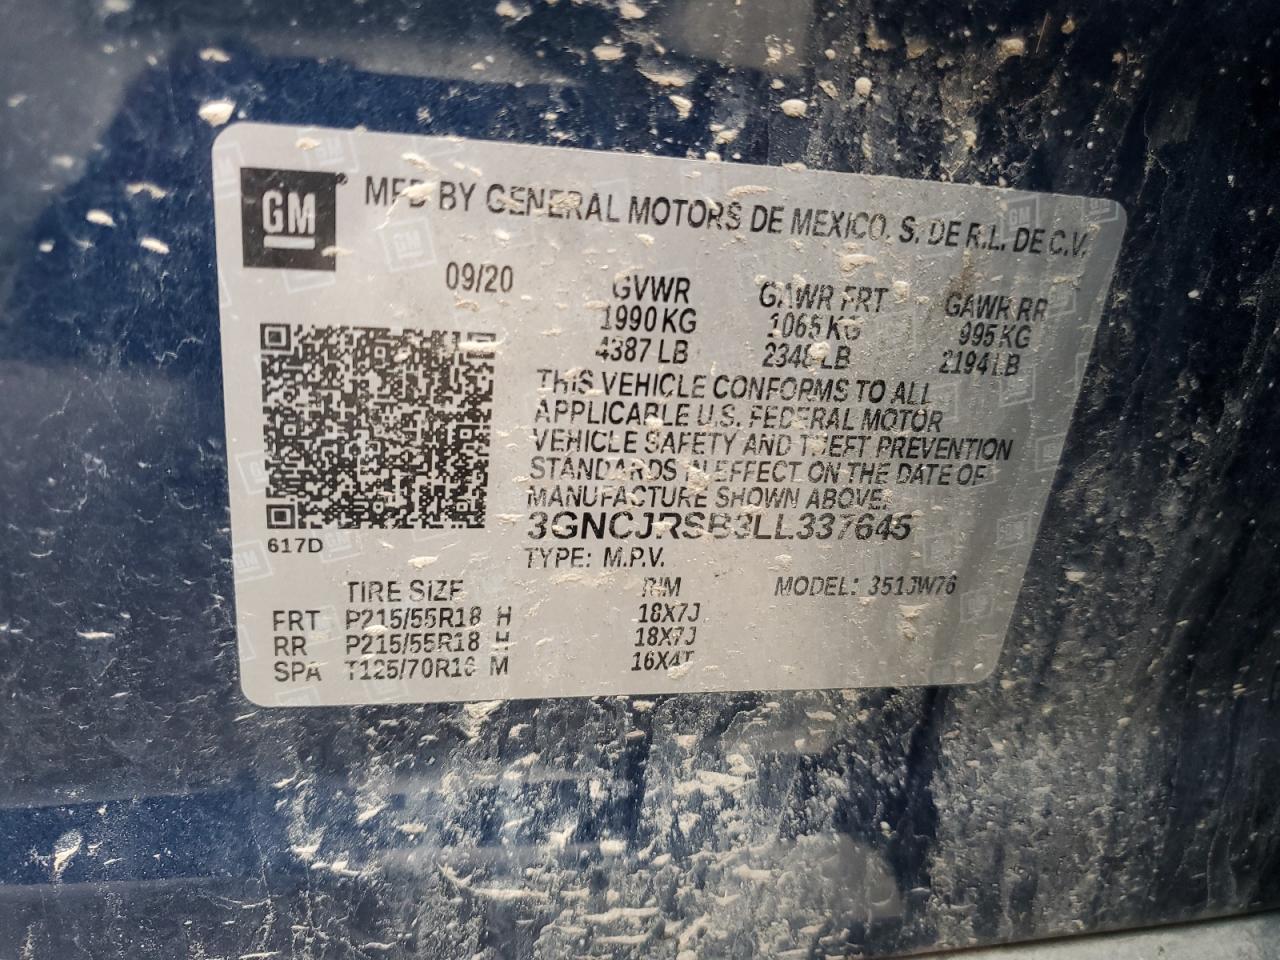 GM® MFD BY GENERAL MOTORS DE MEXICO. S. DE R.L. DE C.V.
09/20 GVWR GAWR FRT GAWR RR
1990 KG 1065 KG 995 KG
4387 LB 2348 LB 2194 LB
THIS VEHICLE CONFORMS TO ALL
APPLICABLE U.S. FEDERAL MOTOR
VEHICLE SAFETY AND THEFT PREVENTION
STANDARDS IN EFFECT ON THE DATE OF
MANUFACTURE SHOWN ABOVE.
3GNCJRSB3LL337645
617D
TYPE: M.P.V.
TIRE SIZE RIM MODEL: 351JW76
FRT P215/55R18 H 18X7J
RR P215/55R18 H 18X7J
SPA T125/70R16 M 16X4T